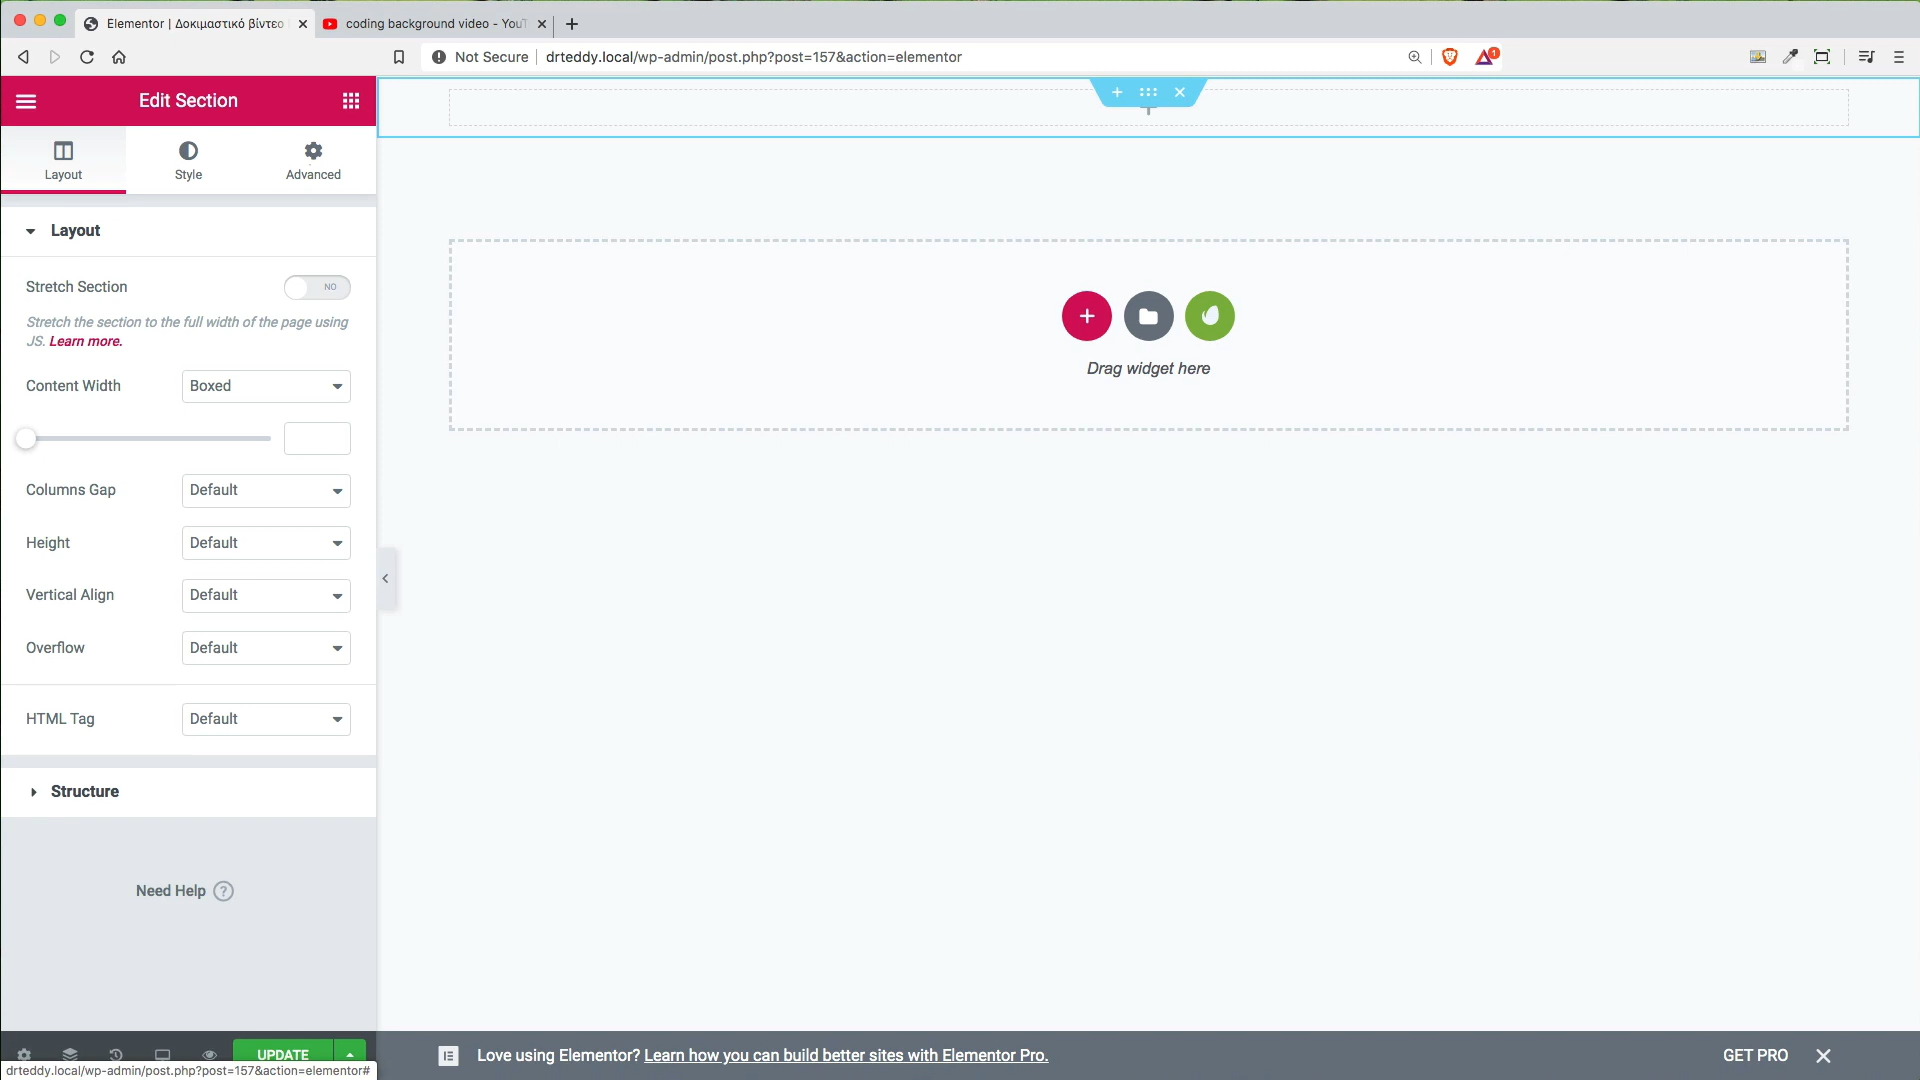 Elementor | Δοκιμαστικό βίντεο
coding background video - YouT
Not Secure
drteddy.local/wp-admin/post.php?post=157&action=elementor
1
Edit Section
Layout
Style
Advanced
Layout
Stretch Section
NO
Stretch the section to the full width of the page using
JS. Learn more.
Content Width
Boxed
Columns Gap
Default
Height
Default
Vertical Align
Default
Overflow
Default
HTML Tag
Default
Structure
Need Help
?
Drag widget here
UPDATE
drteddy.local/wp-admin/post.php?post=157&action=elementor#
Love using Elementor? Learn how you can build better sites with Elementor Pro.
GET PRO